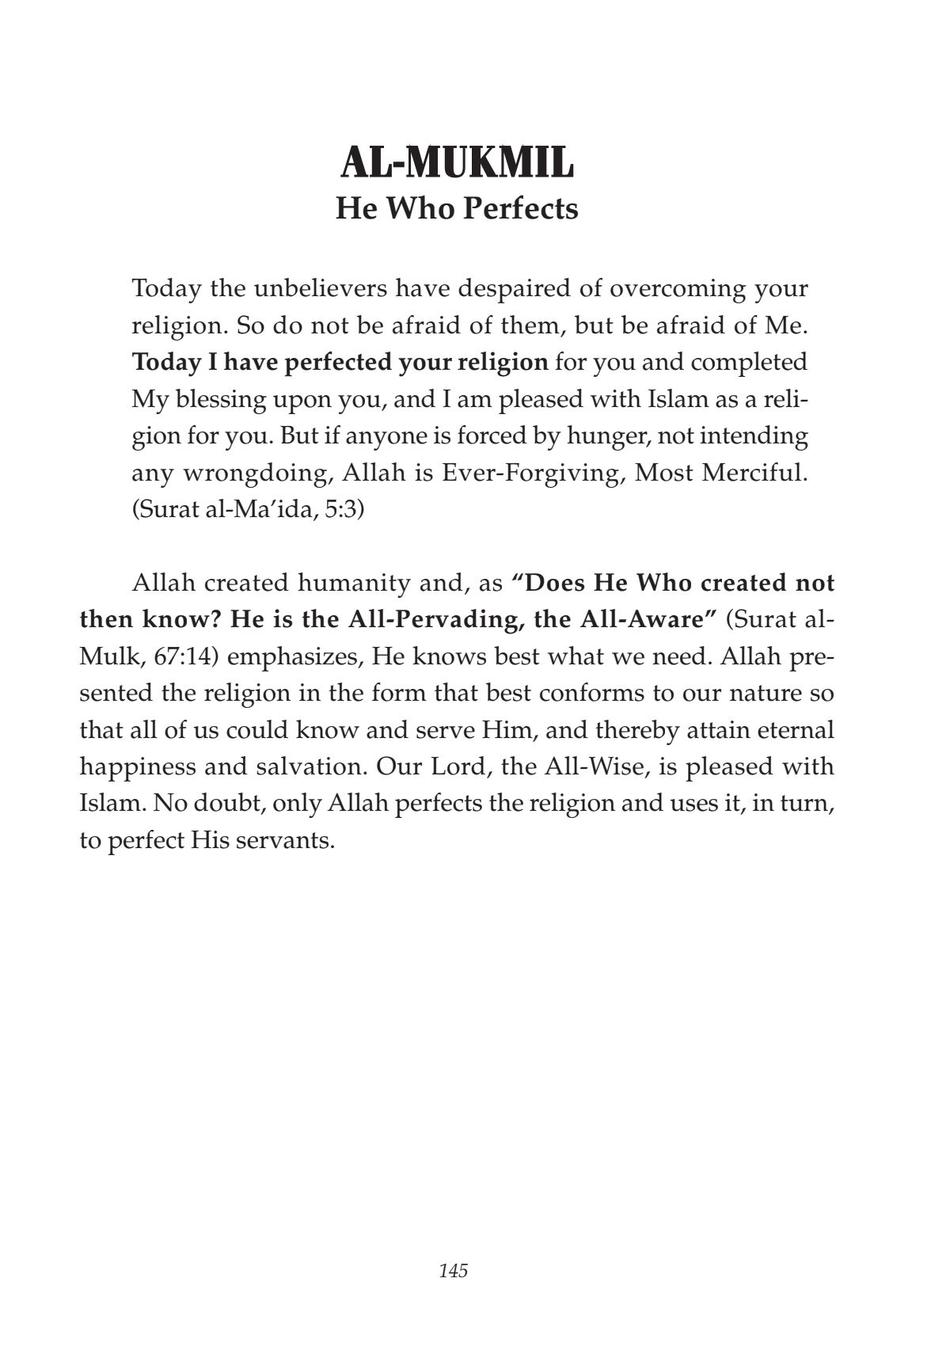 AL-MUKMIL
He Who Perfects
Today the unbelievers have despaired of overcoming your
religion. So do not be afraid of them, but be afraid of Me.
Today I have perfected your religion for you and completed
My blessing upon you, and I am pleased with Islam as a reli-
gion for you. But if anyone is forced by hunger, not intending
any wrongdoing, Allah is Ever-Forgiving, Most Merciful.
(Surat al-Ma’ida, 5:3)
Allah created humanity and, as “Does He Who created not
then know? He is the All-Pervading, the All-Aware” (Surat al-
Mulk, 67:14) emphasizes, He knows best what we need. Allah pre-
sented the religion in the form that best conforms to our nature so
that all of us could know and serve Him, and thereby attain eternal
happiness and salvation. Our Lord, the All-Wise, is pleased with
Islam. No doubt, only Allah perfects the religion and uses it, in turn,
to perfect His servants.
145